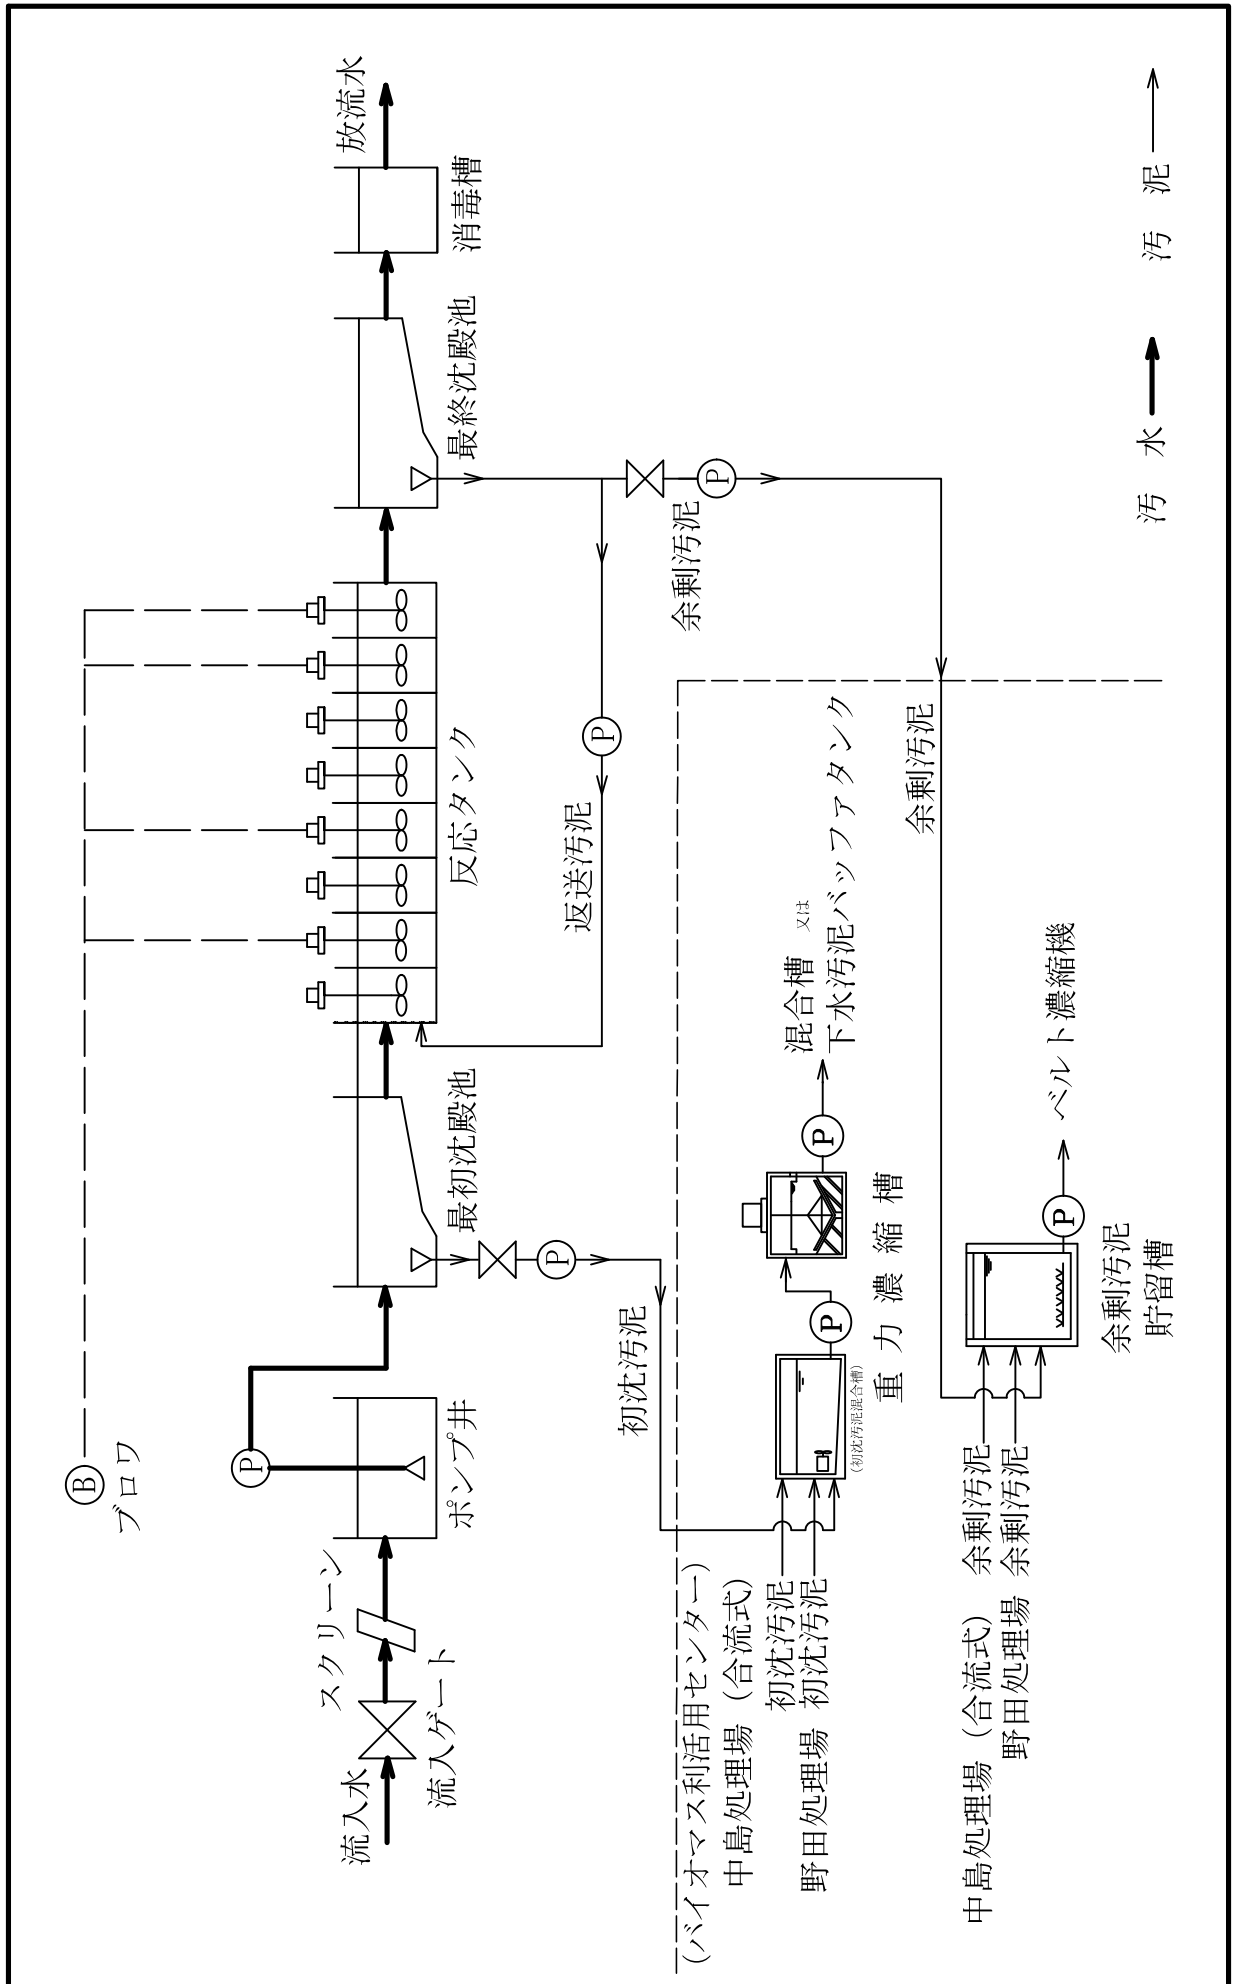 ブロワ
B
流入水
流入ゲート
スクリーン
ポンプ井
P
最初沈殿池
P
反応タンク
最終沈殿池
消毒槽
放流水
初沈汚泥
返送汚泥
P
余剰汚泥
P
(バイオマス利活用センター)
中島処理場 (合流式)
初沈汚泥
野田処理場 初沈汚泥
(初沈汚泥混合槽)
P
重力濃縮槽
P
混合槽 又は
下水汚泥バッファタンク
余剰汚泥
中島処理場 (合流式) 余剰汚泥
野田処理場 余剰汚泥
余剰汚泥
貯留槽
P
ベルト濃縮機
汚水
汚泥